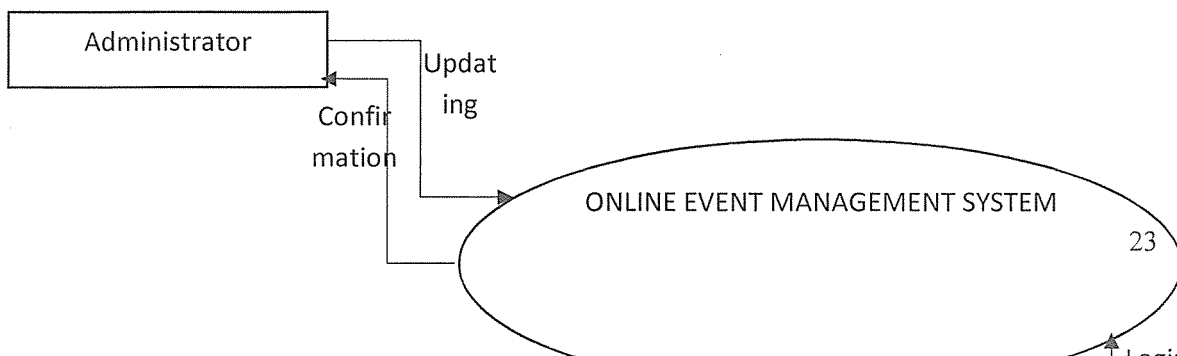 Administrator
Updat
ing
Confir
mation
ONLINE EVENT MANAGEMENT SYSTEM
23